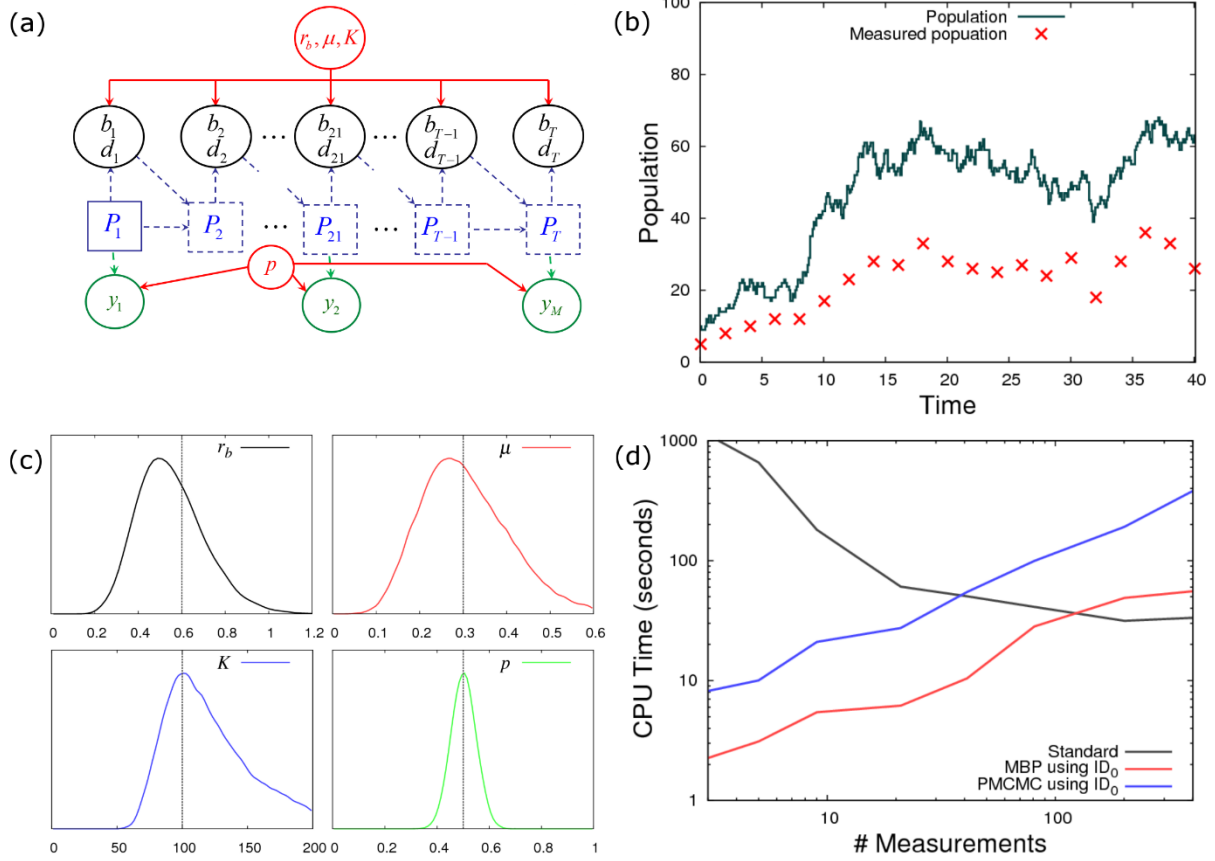 (a)
r_b, μ, K
b_1 b_2 ... b_21 ... b_{T-1} b_T
d_1 d_2 d_21 d_{T-1} d_T
P_1 P_2 ... P_21 ... P_{T-1} P_T
p
y_1 y_2 y_M
(b)
Population
Measured popuation
Population
100
80
60
40
20
0
0 5 10 15 20 25 30 35 40
Time
(c)
r_b
0 0.2 0.4 0.6 0.8 1 1.2
μ
0 0.1 0.2 0.3 0.4 0.5 0.6
K
0 50 100 150 200
p
0 0.2 0.4 0.6 0.8 1
(d)
CPU Time (seconds)
1000
100
10
1
Standard
MBP using ID_0
PMCMC using ID_0
10 100
# Measurements